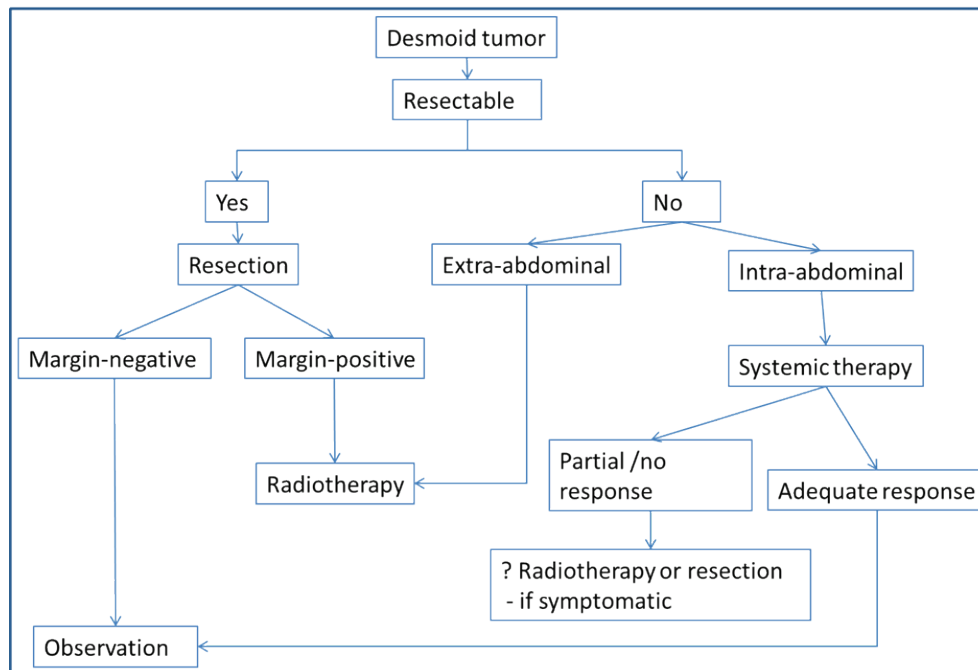 Desmoid tumor
Resectable
Yes
No
Resection
Extra-abdominal
Intra-abdominal
Margin-negative
Margin-positive
Systemic therapy
Radiotherapy
Partial /no
response
Adequate response
? Radiotherapy or resection
- if symptomatic
Observation